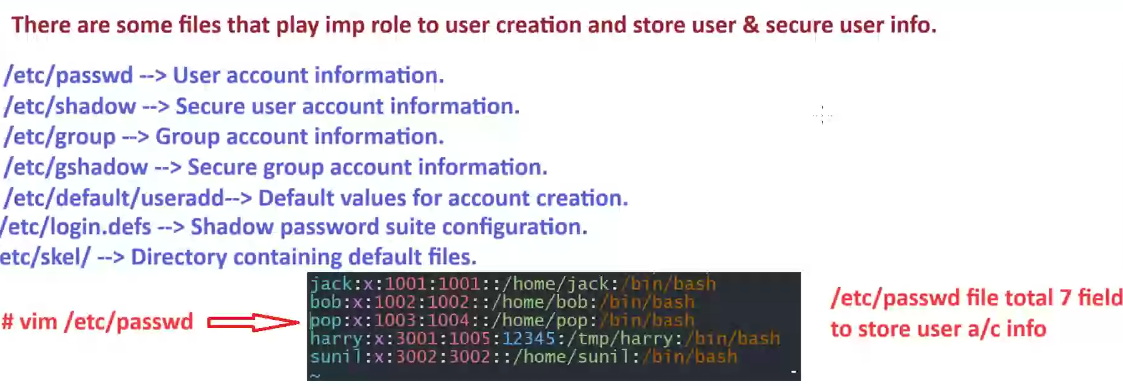 There are some files that play imp role to user creation and store user & secure user info.
/etc/passwd --> User account information.
/etc/shadow --> Secure user account information.
/etc/group --> Group account information.
/etc/gshadow --> Secure group account information.
/etc/default/useradd--> Default values for account creation.
/etc/login.defs --> Shadow password suite configuration.
etc/skel/ --> Directory containing default files.
# vim /etc/passwd
jack:x:1001:1001::/home/jack:/bin/bash
bob:x:1002:1002::/home/bob:/bin/bash
pop:x:1003:1004::/home/pop:/bin/bash
harry:x:3001:1005:12345:/tmp/harry:/bin/bash
sunil:x:3002:3002::/home/sunil:/bin/bash
~
/etc/passwd file total 7 field
to store user a/c info